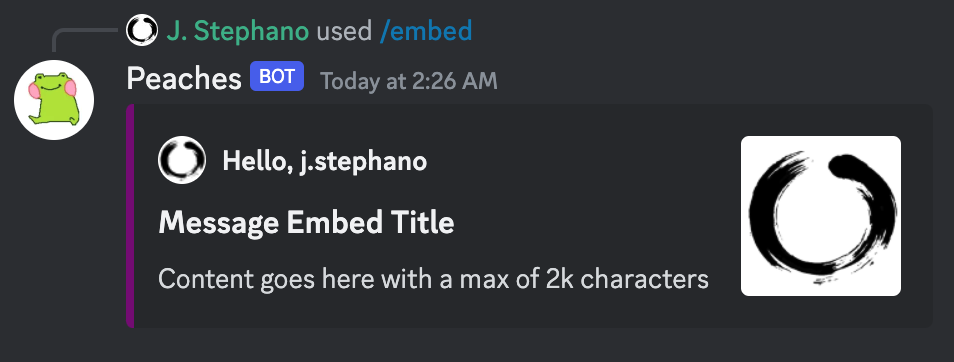 J. Stephano used /embed
Peaches BOT Today at 2:26 AM
Hello, j.stephano
Message Embed Title
Content goes here with a max of 2k characters